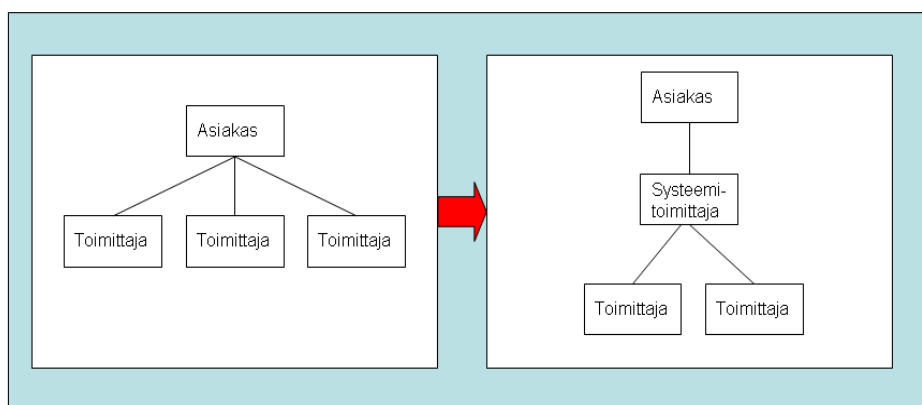 Asiakas
Toimittaja
Toimittaja
Toimittaja
Asiakas
Systeemi-
toimittaja
Toimittaja
Toimittaja